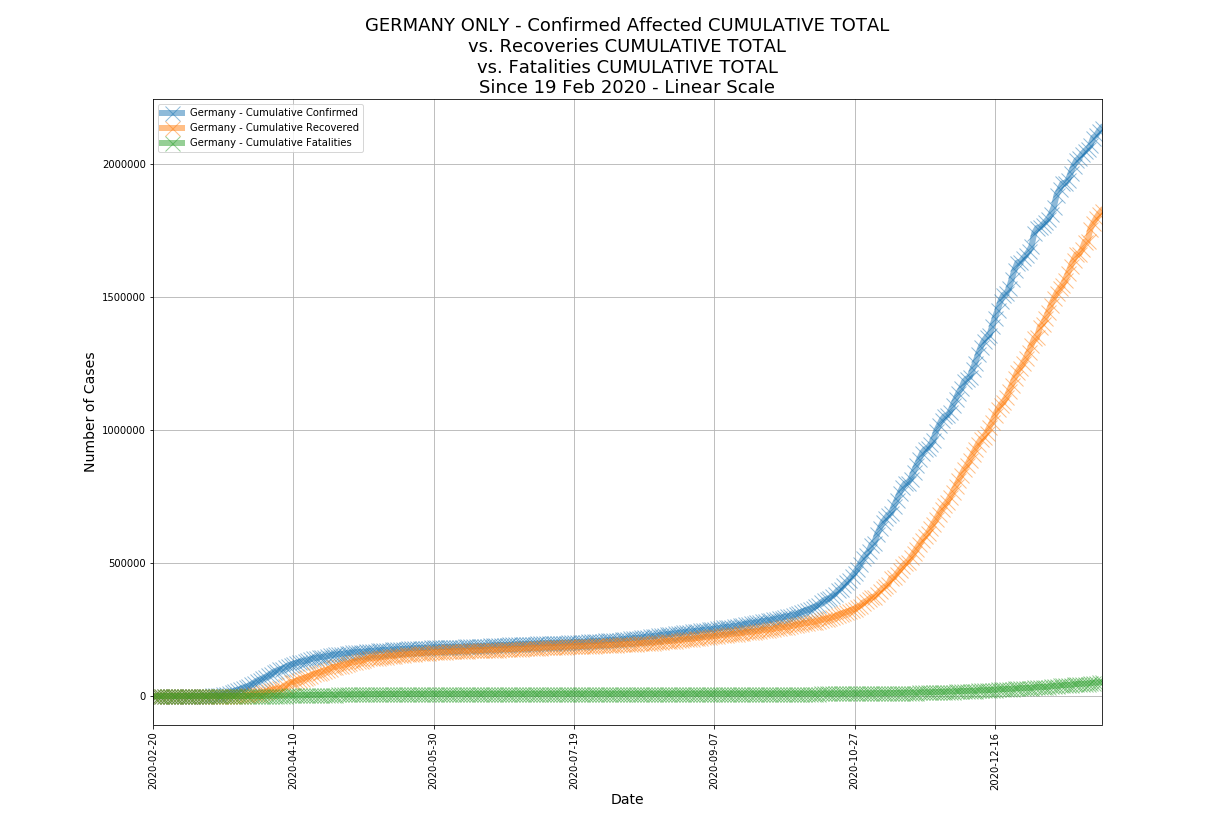 GERMANY ONLY - Confirmed Affected CUMULATIVE TOTAL
vs. Recoveries CUMULATIVE TOTAL
vs. Fatalities CUMULATIVE TOTAL
Since 19 Feb 2020 - Linear Scale
Germany - Cumulative Confirmed
Germany - Cumulative Recovered
Germany - Cumulative Fatalities
Number of Cases
2000000
1500000
1000000
500000
0
2020-02-20
2020-04-10
2020-05-30
2020-07-19
2020-09-07
2020-10-27
2020-12-16
Date